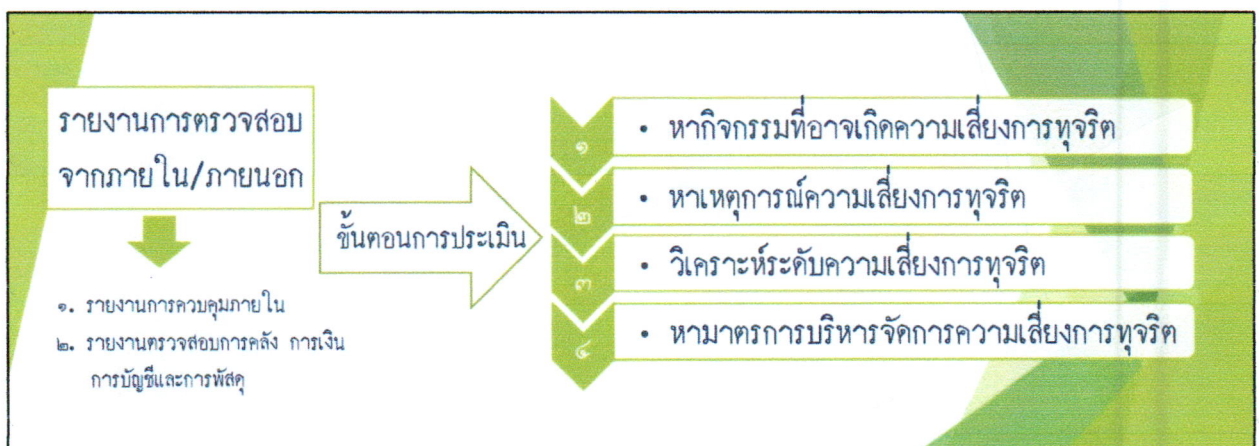 รายงานการตรวจสอบ
จากภายใน/ภายนอก
๑. รายงานการควบคุมภายใน
๒. รายงานตรวจสอบการคลัง การเงิน
การบัญชีและการพัสดุ
ขั้นตอนการประเมิน
๑
• หากิจกรรมที่อาจเกิดความเสี่ยงการทุจริต
๒
• หาเหตุการณ์ความเสี่ยงการทุจริต
๓
• วิเคราะห์ระดับความเสี่ยงการทุจริต
๔
• หามาตรการบริหารจัดการความเสี่ยงการทุจริต